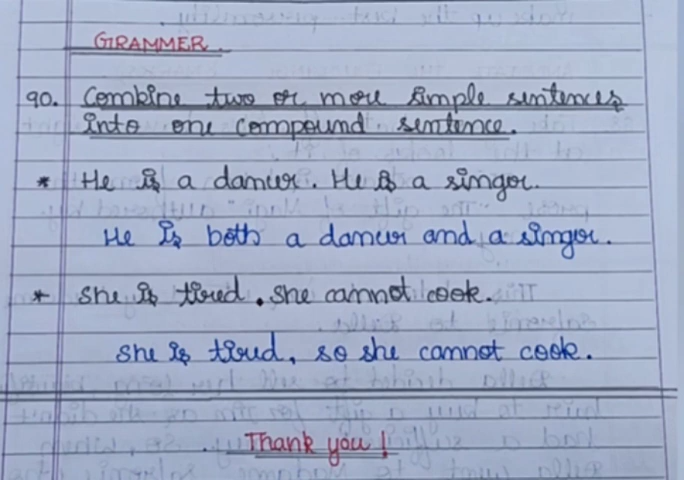 GRAMMER
90. Combine two or more simple sentences
into one compound sentence.
* He is a dancer. He is a singer.
He is both a dancer and a singer.
* She is tired. She cannot cook.
She is tired, so she cannot cook.
Thank you!